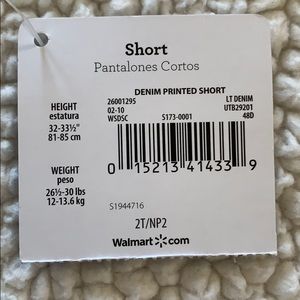 Short
Pantalones Cortos
DENIM PRINTED SHORT
HEIGHT
estatura
32-33½"
81-85 cm
WEIGHT
peso
26½-30 lbs
12-13.6 kg
26001295
02-10
WSDSC
S173-0001
LT DENIM
UTB29201
48D
0 15213 41433 9
S1944716
2T/NP2
Walmart.com